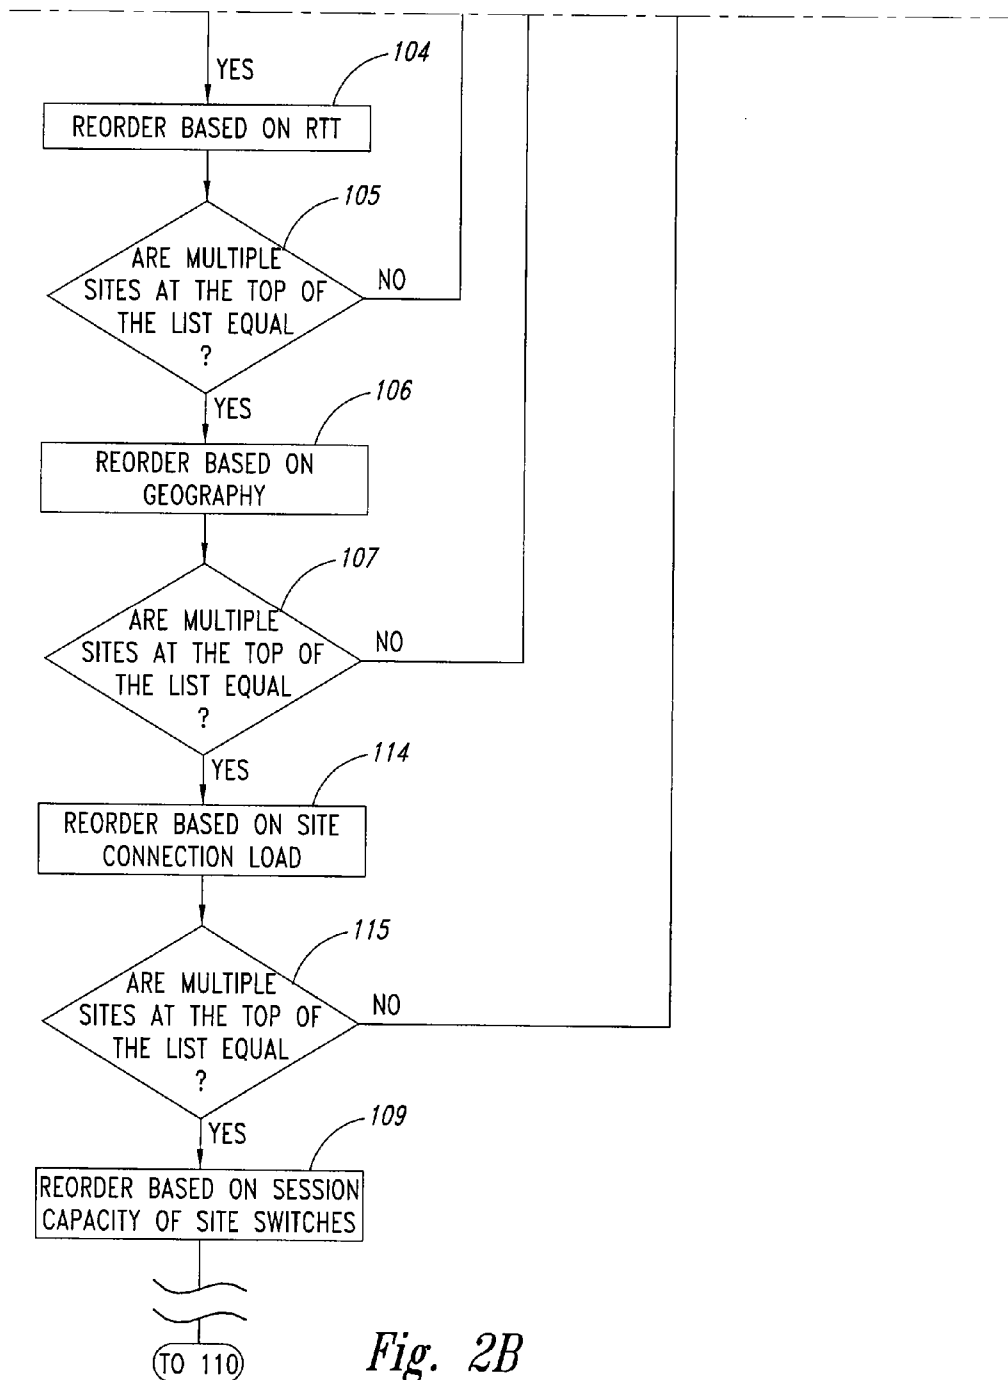 YES
104
REORDER BASED ON RTT
105
ARE MULTIPLE
SITES AT THE TOP OF
THE LIST EQUAL
?
NO
YES
106
REORDER BASED ON
GEOGRAPHY
107
ARE MULTIPLE
SITES AT THE TOP OF
THE LIST EQUAL
?
NO
YES
114
REORDER BASED ON SITE
CONNECTION LOAD
115
ARE MULTIPLE
SITES AT THE TOP OF
THE LIST EQUAL
?
NO
YES
109
REORDER BASED ON SESSION
CAPACITY OF SITE SWITCHES
TO 110
Fig. 2B